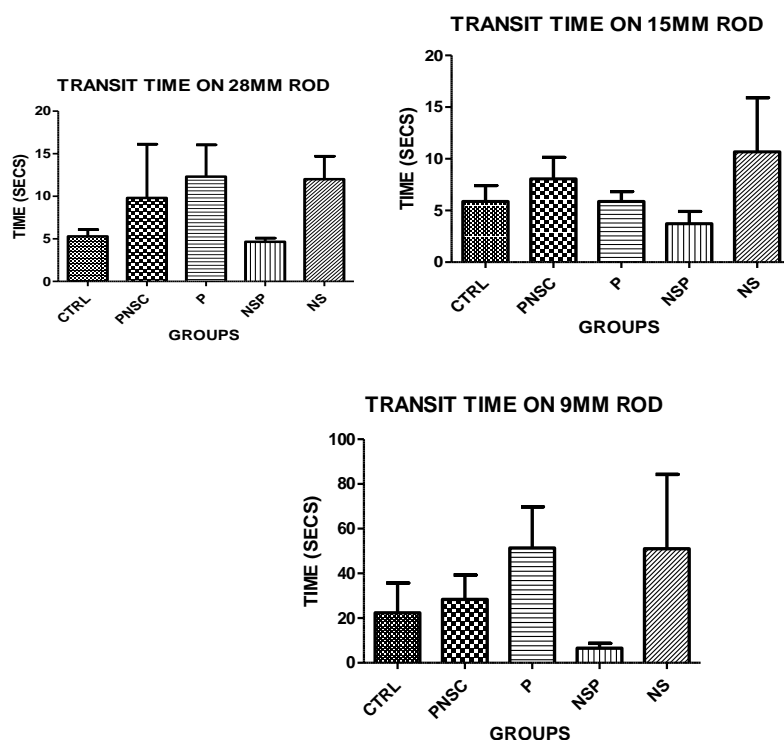 TRANSIT TIME ON 28MM ROD
20
15
10
5
0
TIME (SECS)
CTRL
PNSC
P
NSP
NS
GROUPS
TRANSIT TIME ON 15MM ROD
20
15
10
5
0
TIME (SECS)
CTRL
PNSC
P
NSP
NS
GROUPS
TRANSIT TIME ON 9MM ROD
100
80
60
40
20
0
TIME (SECS)
CTRL
PNSC
P
NSP
NS
GROUPS